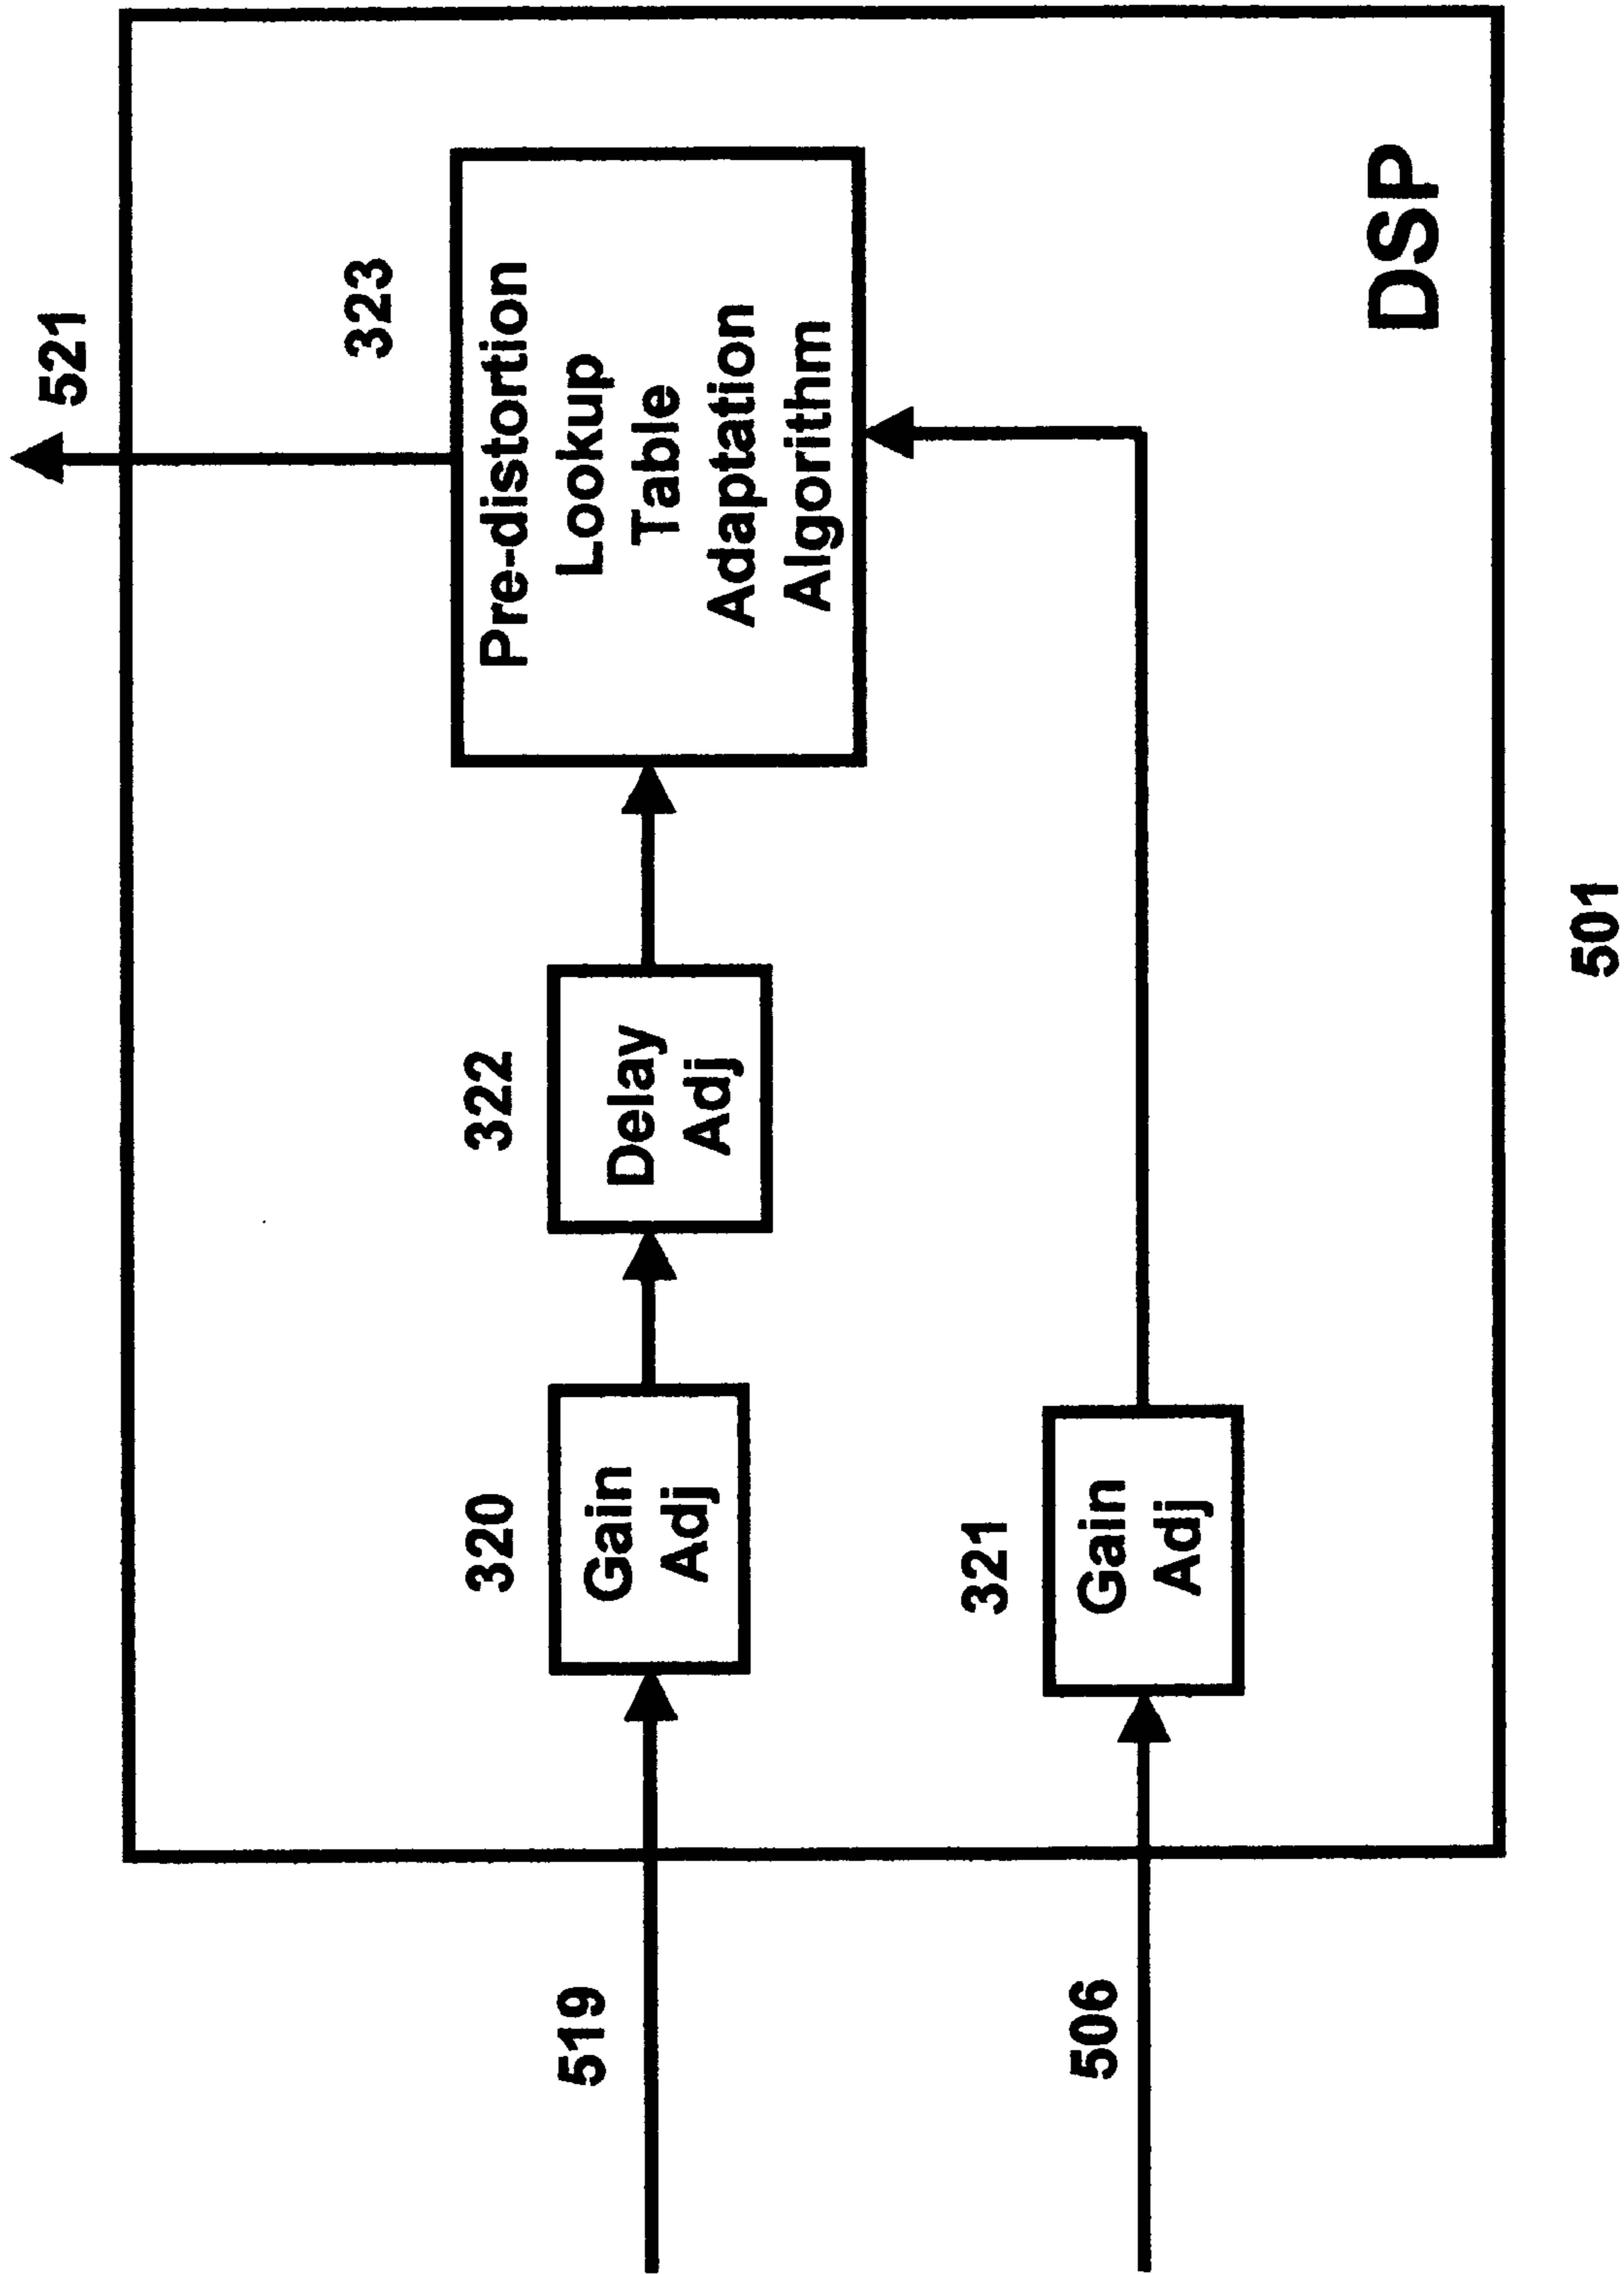 521
323
Pre-distortion
Lookup
Table
Adaptation
Algorithm
322
Delay
Adj
320
Gain
Adj
321
Gain
Adj
519
506
DSP
501